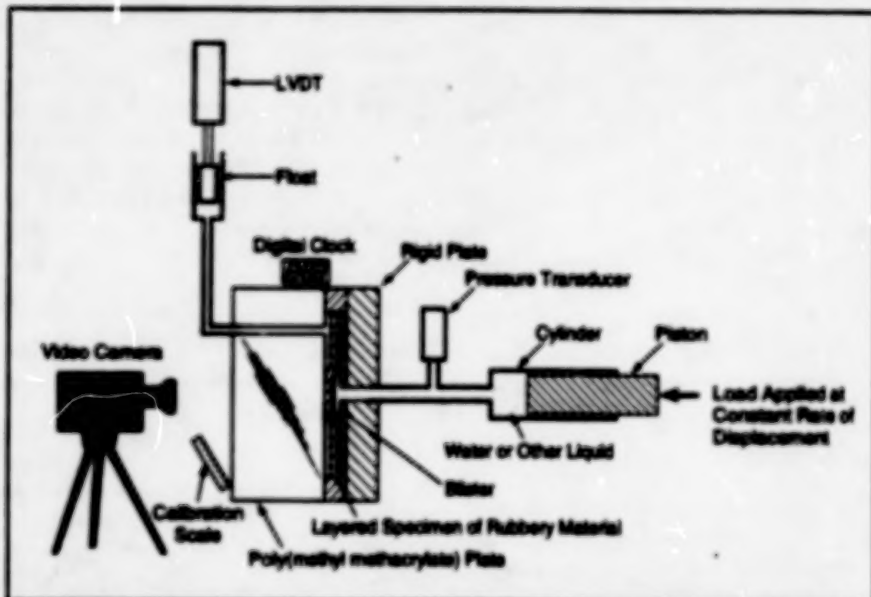 LVDT
Float
Digital Clock
Rigid Plate
Pressure Transducer
Cylinder
Piston
Video Camera
Load Applied at
Constant Rate of
Displacement
Water or Other Liquid
Blister
Calibration
Scale
Layered Specimen of Rubbery Material
Poly(methyl methacrylate) Plate